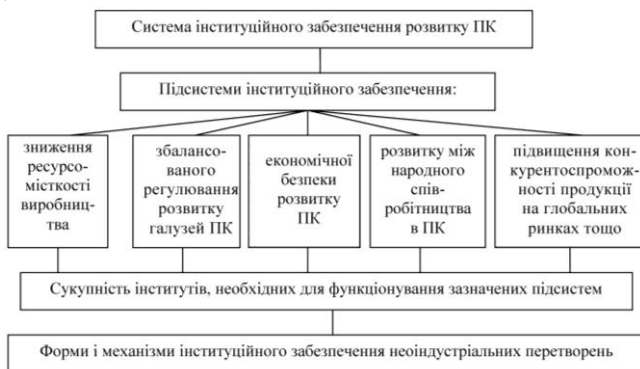 Система інституційного забезпечення розвитку ПК
Підсистеми інституційного забезпечення:
зниження
ресурсо-
місткості
виробниц-
тва
збалансо-
ваного
регулювання
розвитку
галузей ПК
економічної
безпеки
розвитку
ПК
розвитку між
народного
спів-
робітництва
в ПК
підвищення кон-
курентоспромож-
ності продукції
на глобальних
ринках тощо
Сукупність інститутів, необхідних для функціонування зазначених підсистем
Форми і механізми інституційного забезпечення неоіндустріальних перетворень